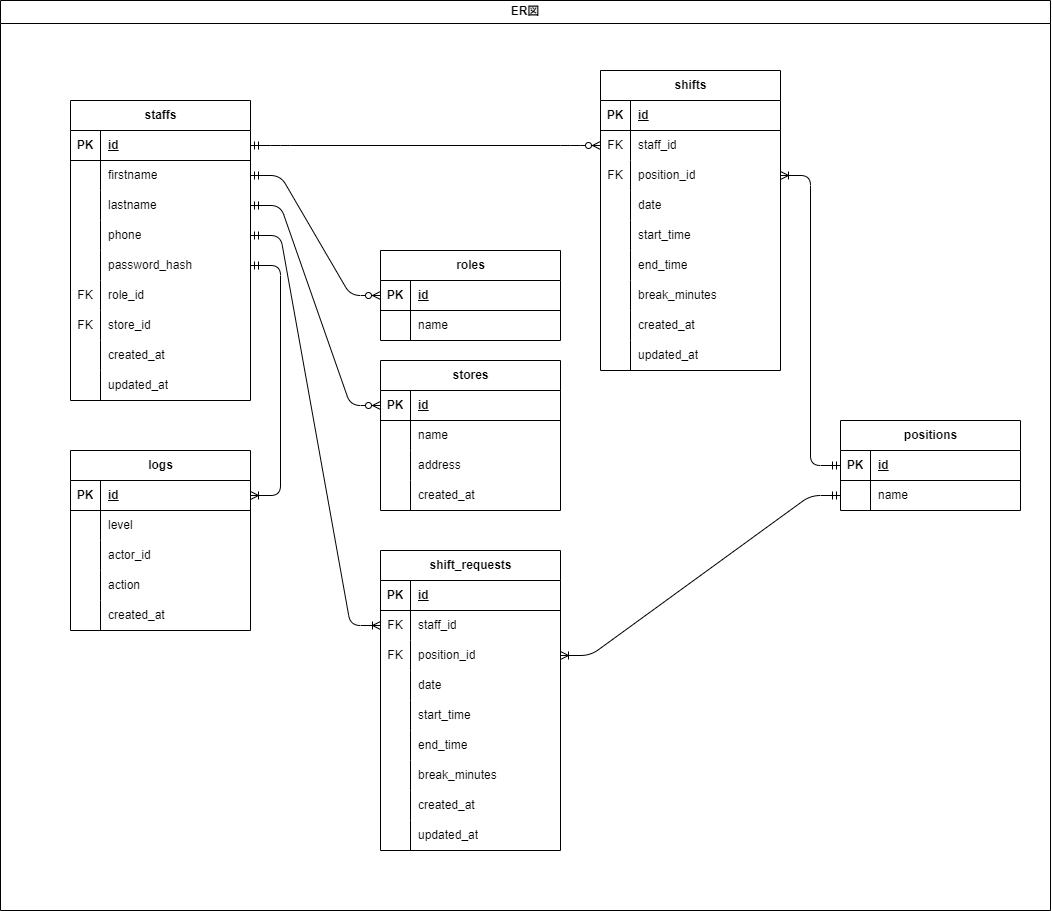 ER図
staffs
PK id
firstname
lastname
phone
password_hash
FK role_id
FK store_id
created_at
updated_at
shifts
PK id
FK staff_id
FK position_id
date
start_time
end_time
break_minutes
created_at
updated_at
roles
PK id
name
stores
PK id
name
address
created_at
positions
PK id
name
logs
PK id
level
actor_id
action
created_at
shift_requests
PK id
FK staff_id
FK position_id
date
start_time
end_time
break_minutes
created_at
updated_at